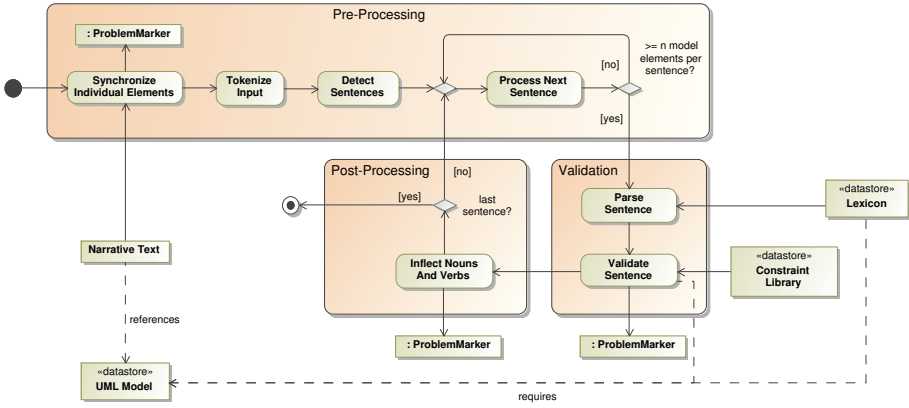 Pre-Processing
: ProblemMarker
>= n model
elements per
sentence?
[no]
Synchronize
Individual Elements
Tokenize
Input
Detect
Sentences
Process Next
Sentence
[yes]
Post-Processing
[no]
Validation
[yes]
last
sentence?
Parse
Sentence
«datastore»
Lexicon
Narrative Text
Inflect Nouns
And Verbs
Validate
Sentence
«datastore»
Constraint
Library
references
: ProblemMarker
: ProblemMarker
«datastore»
UML Model
requires